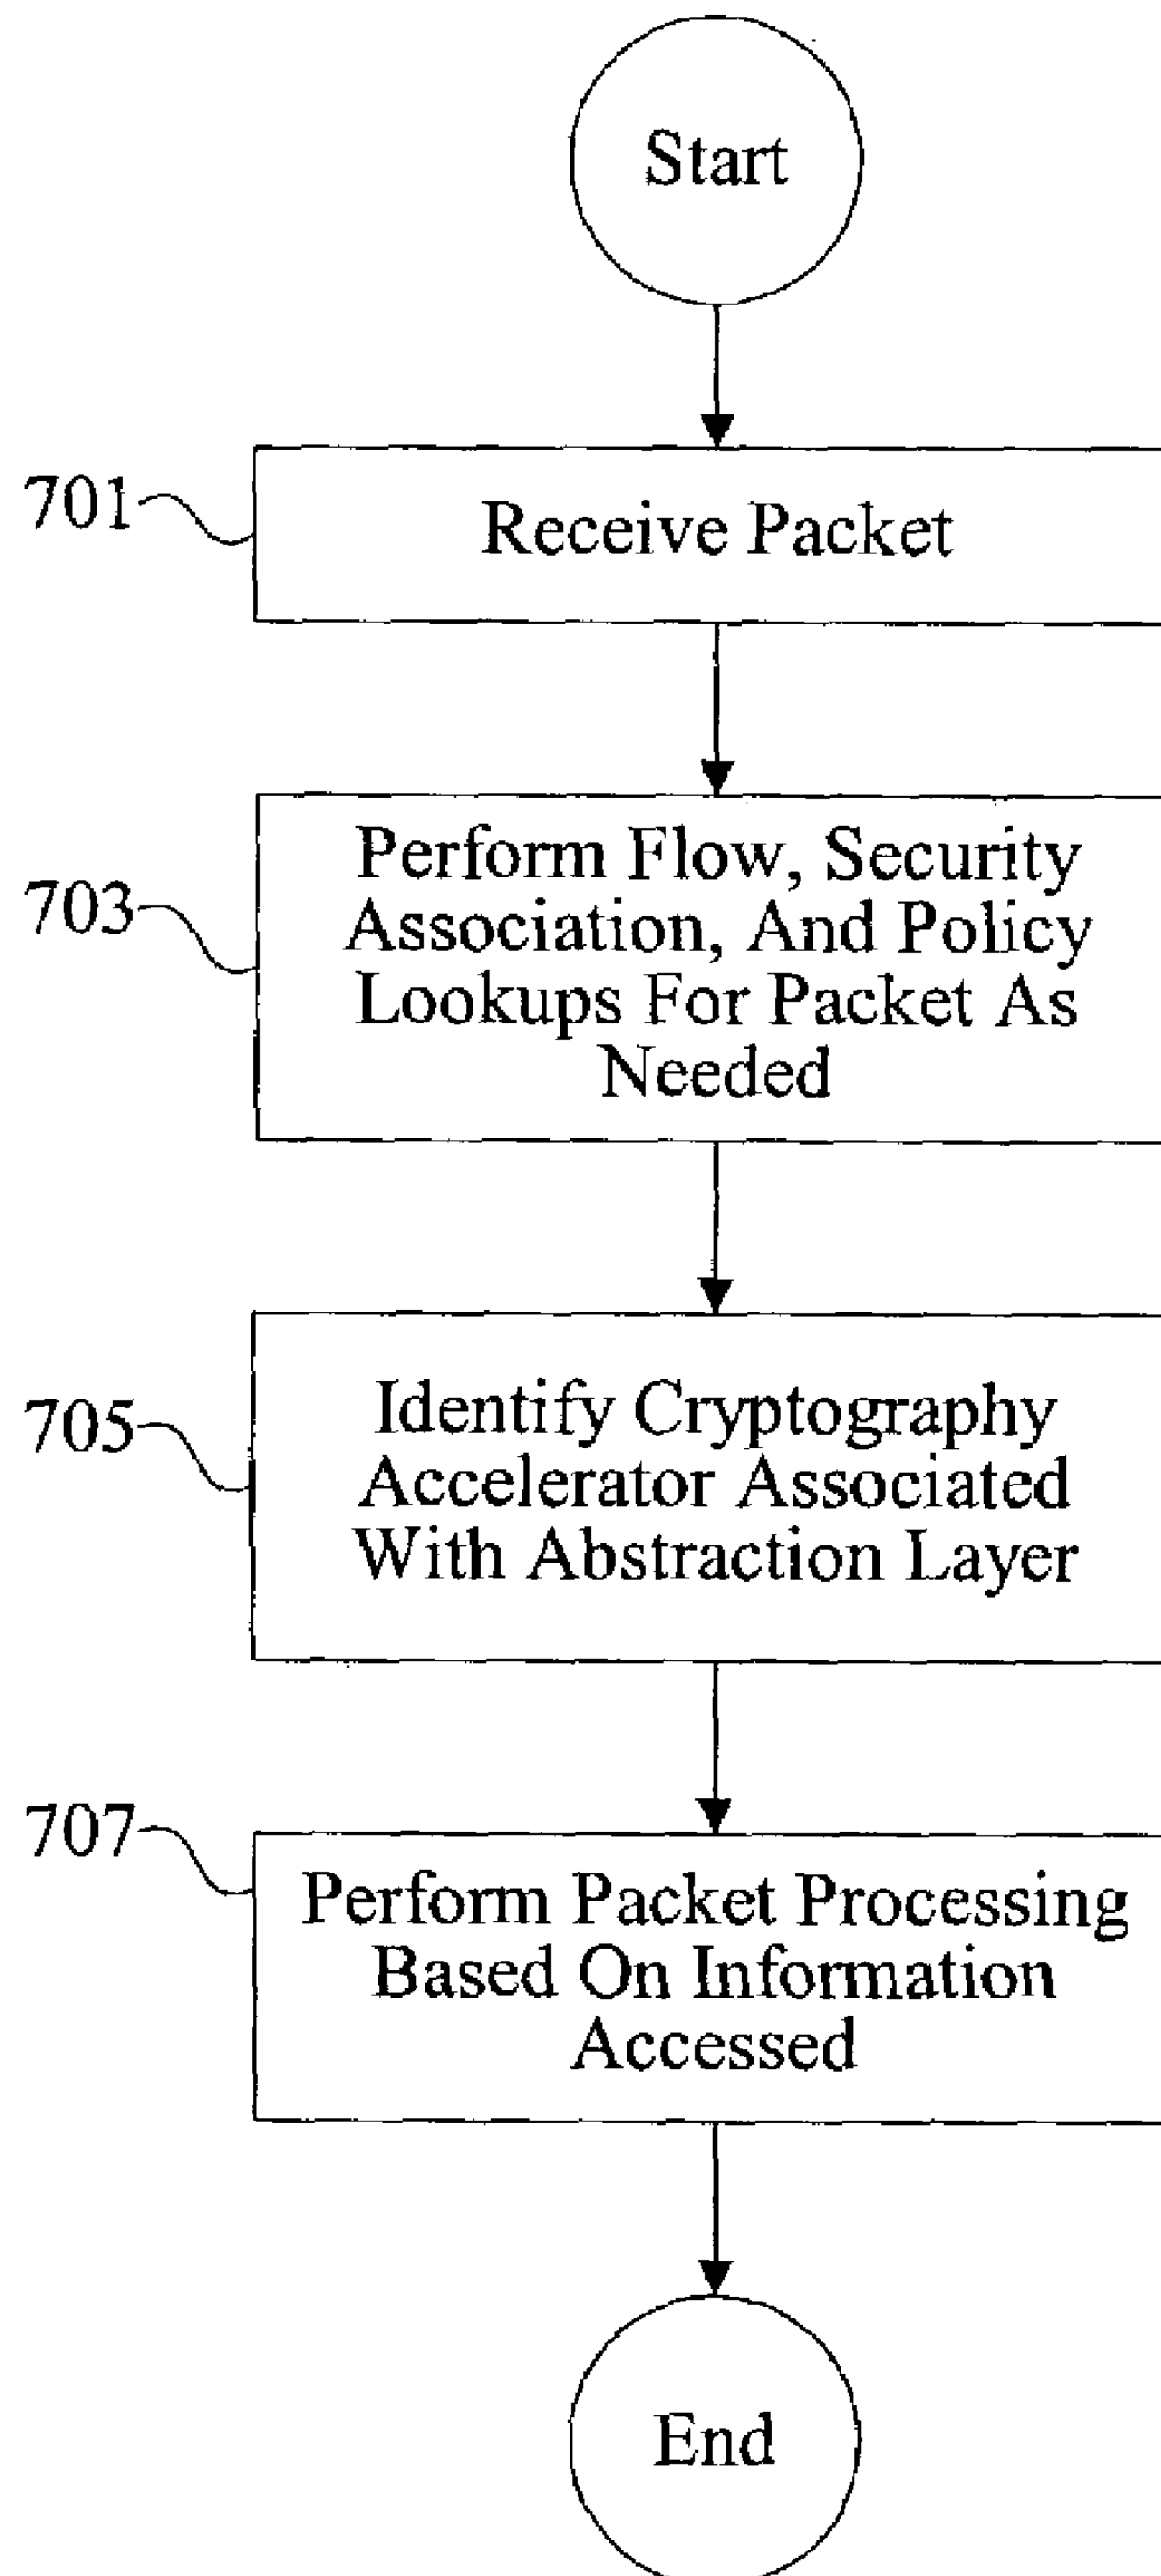 Start
701
Receive Packet
703
Perform Flow, Security
Association, And Policy
Lookups For Packet As
Needed
705
Identify Cryptography
Accelerator Associated
With Abstraction Layer
707
Perform Packet Processing
Based On Information
Accessed
End